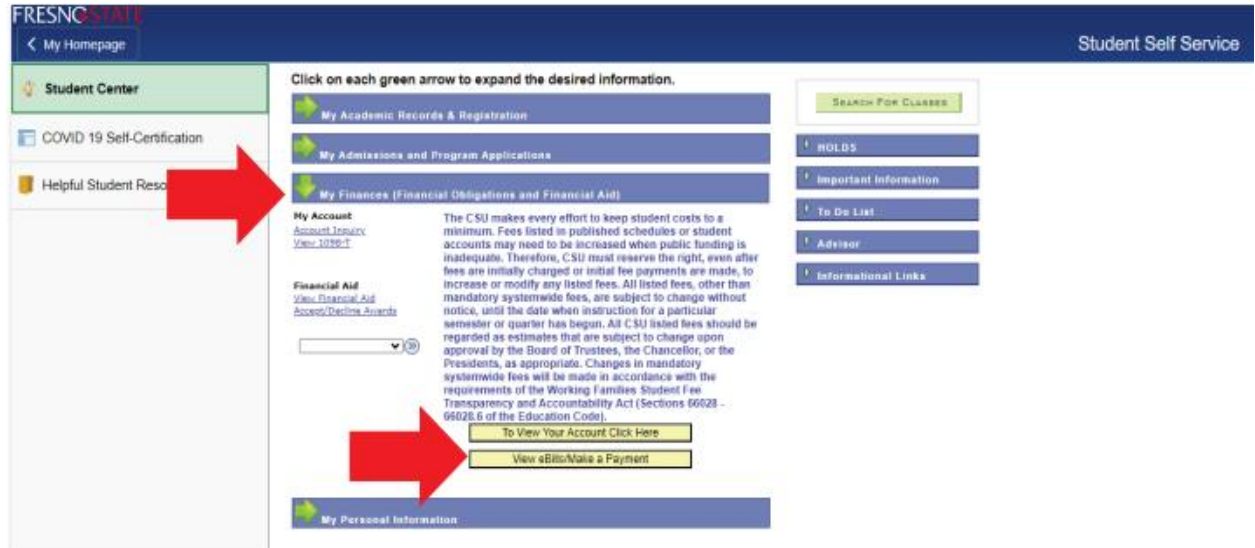 FRESNO STATE
My Homepage
Student Self Service
Student Center
COVID 19 Self-Certification
Helpful Student Reso
Click on each green arrow to expand the desired information.
My Academic Records & Registration
My Admissions and Program Applications
My Finances (Financial Obligations and Financial Aid)
My Account
Account Inquiry
View 1098-T
Financial Aid
View Financial Aid
Accept/Decline Awards
The CSU makes every effort to keep student costs to a
minimum. Fees listed in published schedules or student
accounts may need to be increased when public funding is
inadequate. Therefore, CSU must reserve the right, even after
fees are initially charged or initial fee payments are made, to
increase or modify any listed fees. All listed fees, other than
mandatory systemwide fees, are subject to change without
notice, until the date when instruction for a particular
semester or quarter has begun. All CSU listed fees should be
regarded as estimates that are subject to change upon
approval by the Board of Trustees, the Chancellor, or the
Presidents, as appropriate. Changes in mandatory
systemwide fees will be made in accordance with the
requirements of the Working Families Student Fee
Transparency and Accountability Act (Sections 66028 -
66028.6 of the Education Code).
To View Your Account Click Here
View eBills/Make a Payment
My Personal Information
SEARCH FOR CLASSES
HOLDS
Important Information
To Do List
Advisor
Informational Links